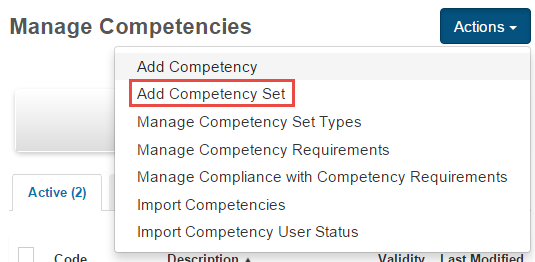 Manage Competencies
Actions
Add Competency
Add Competency Set
Manage Competency Set Types
Manage Competency Requirements
Manage Compliance with Competency Requirements
Import Competencies
Import Competency User Status
Active (2)
Code Description Validity Last Modified